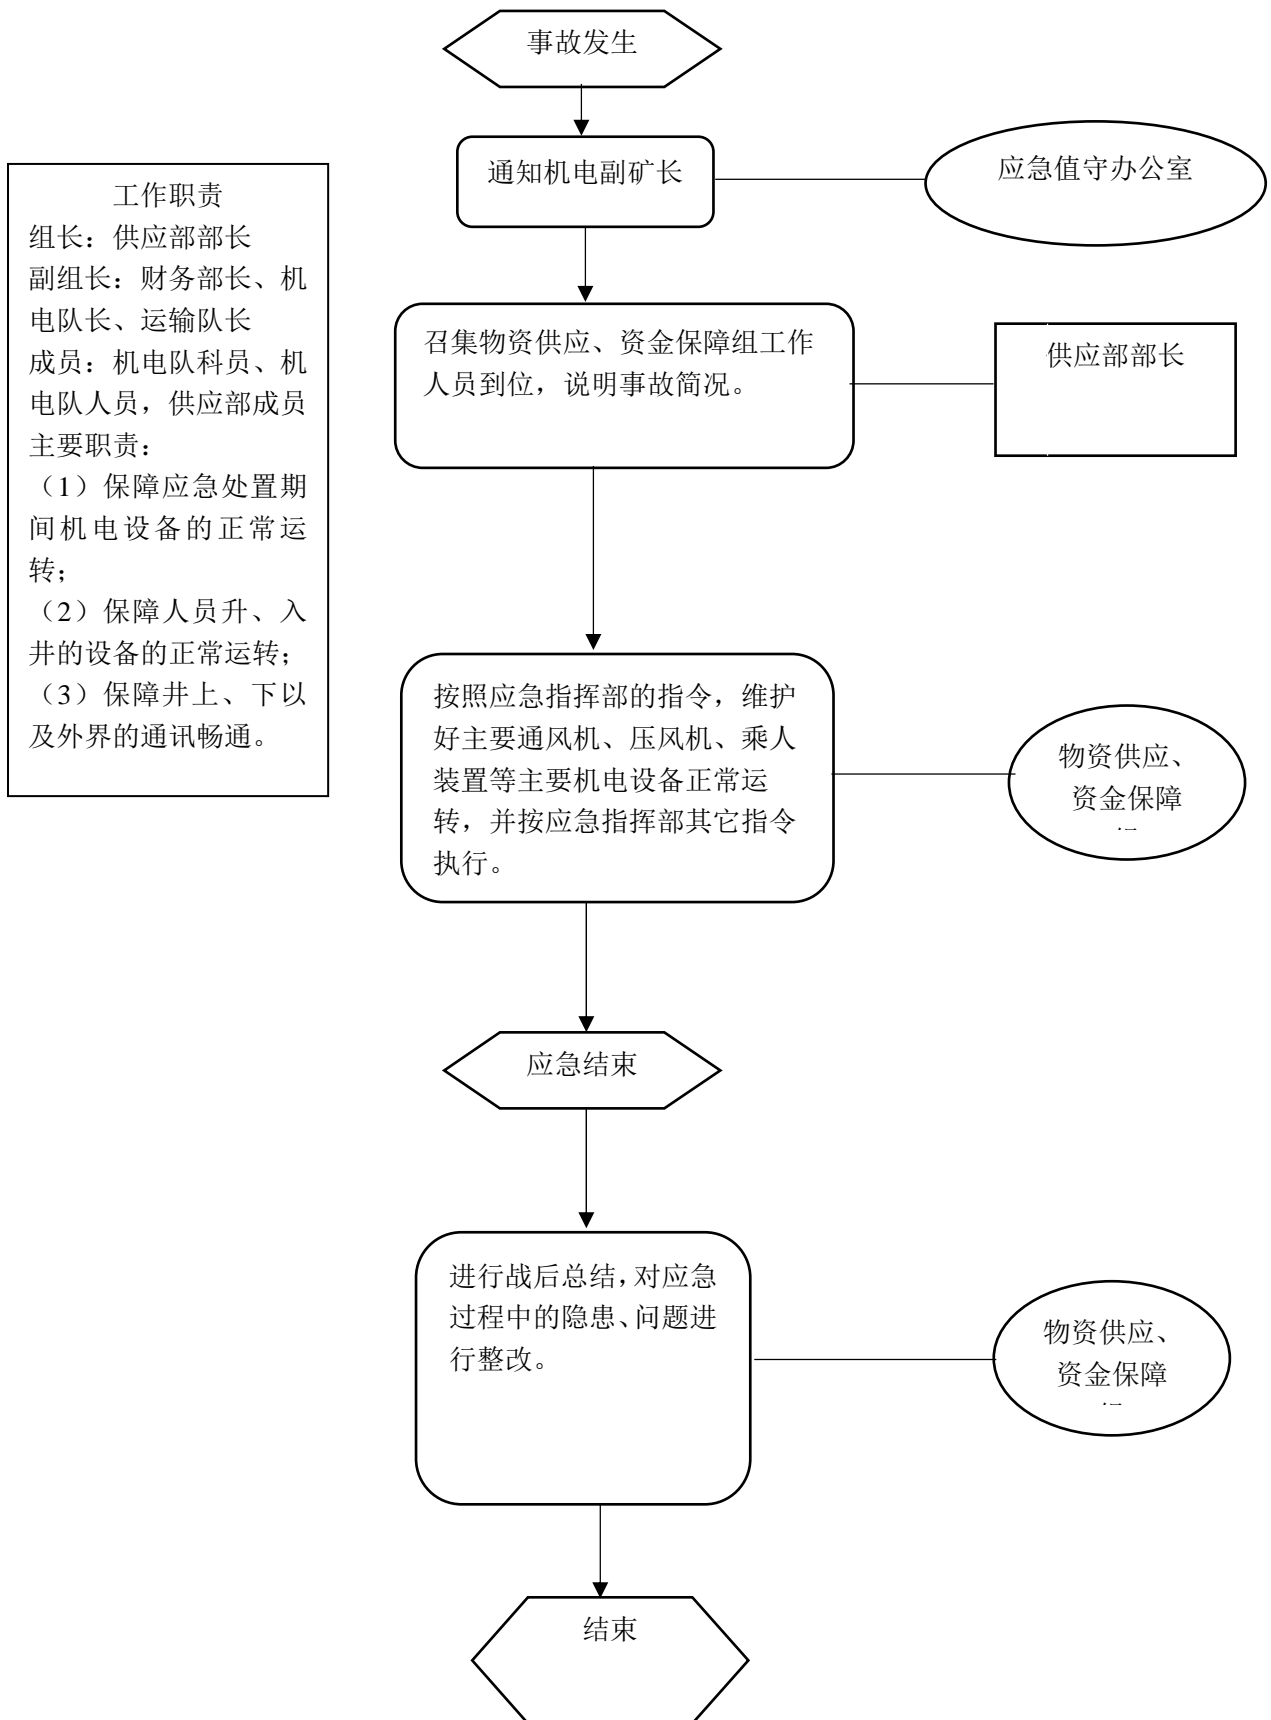 事故发生
通知机电副矿长
应急值守办公室
工作职责
组长：供应部部长
副组长：财务部长、机
电队长、运输队长
成员：机电队科员、机
电队人员，供应部成员
主要职责：
（1）保障应急处置期
间机电设备的正常运
转；
（2）保障人员升、入
井的设备的正常运转；
（3）保障井上、下以
及外界的通讯畅通。
召集物资供应、资金保障组工作
人员到位，说明事故简况。
供应部部长
按照应急指挥部的指令，维护
好主要通风机、压风机、乘人
装置等主要机电设备正常运
转，并按应急指挥部其它指令
执行。
物资供应、
资金保障
应急结束
进行战后总结，对应急
过程中的隐患、问题进
行整改。
物资供应、
资金保障
结束